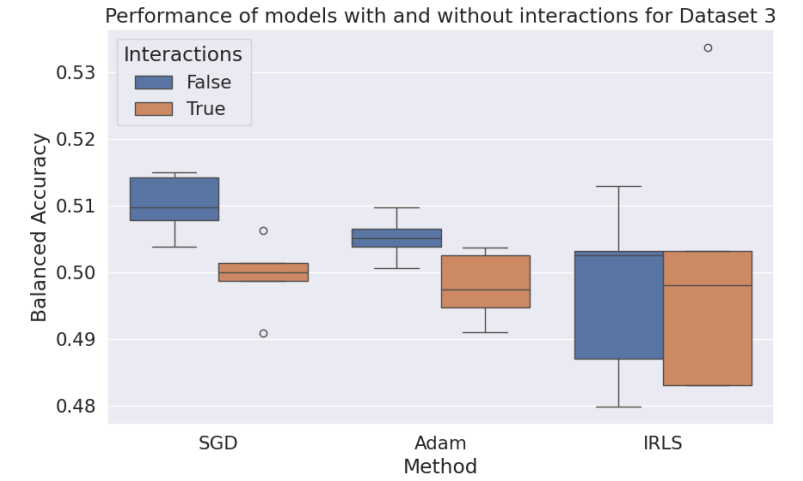 Performance of models with and without interactions for Dataset 3
Interactions
False
True
Balanced Accuracy
0.53
0.52
0.51
0.50
0.49
0.48
SGD
Adam
IRLS
Method